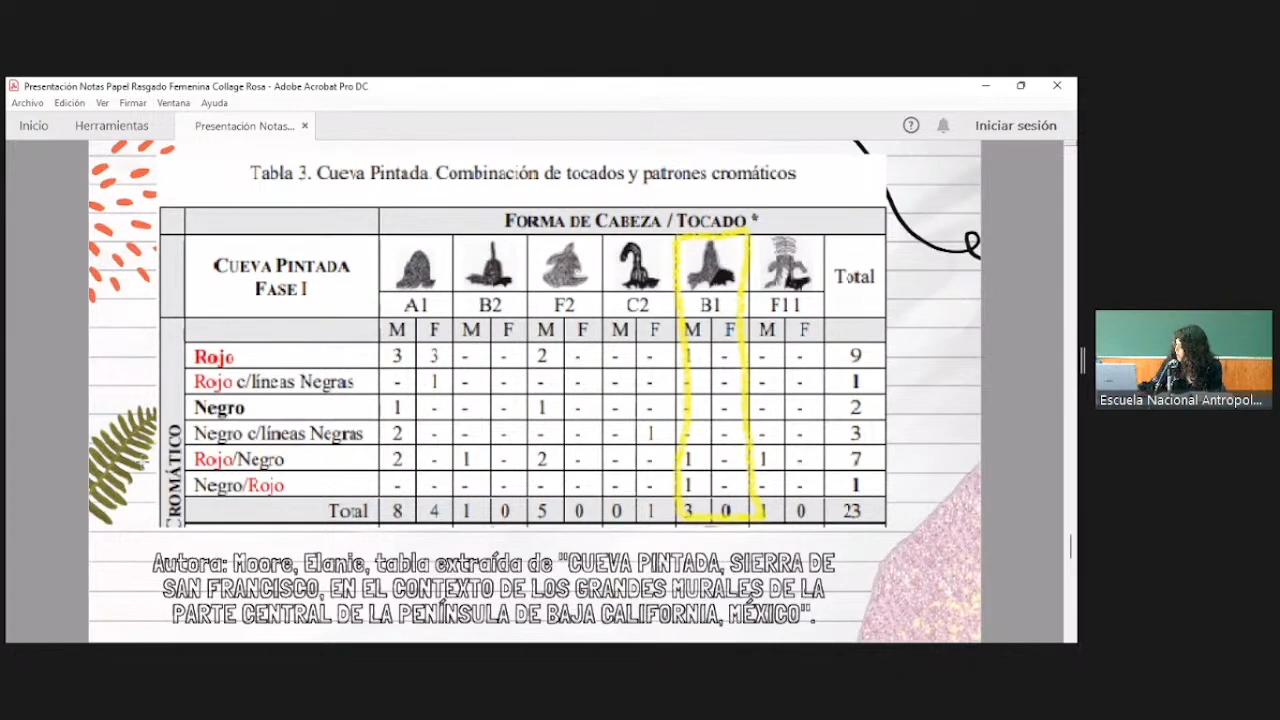 Presentación Notas Papel Rasgado Femenina Collage Rosa - Adobe Acrobat Pro DC
Archivo Edición Ver Firmar Ventana Ayuda
Inicio Herramientas Presentación Notas... × Iniciar sesión
Tabla 3. Cueva Pintada. Combinación de tocados y patrones cromáticos
FORMA DE CABEZA / TOCADO *
CUEVA PINTADA
FASE I
Total
A1 B2 F2 C2 B1 F11
M F M F M F M F M F M F
Rojo 3 3 - - 2 - - - 1 - - - 9
Rojo c/líneas Negras - 1 - - - - - - - - - - 1
Negro 1 - - - 1 - - - - - - - 2
Negro c/líneas Negras 2 - - - - - - 1 - - - - 3
Rojo/Negro 2 - 1 - 2 - - - 1 - 1 - 7
Negro/Rojo - - - - - - - - 1 - - - 1
Total 8 4 1 0 5 0 0 1 3 0 1 0 23
CROMÁTICO
Autora: Moore, Elanie, tabla extraída de "CUEVA PINTADA, SIERRA DE
SAN FRANCISCO, EN EL CONTEXTO DE LOS GRANDES MURALES DE LA
PARTE CENTRAL DE LA PENÍNSULA DE BAJA CALIFORNIA, MÉXICO".
Escuela Nacional Antropol...